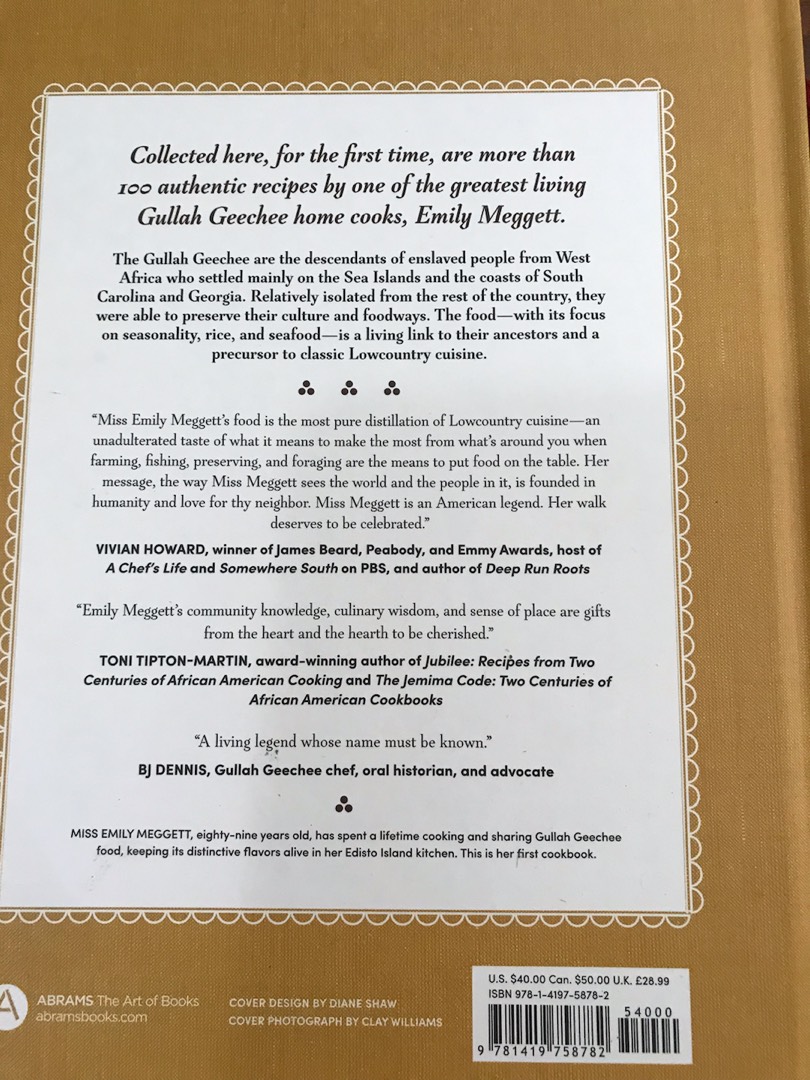 Collected here, for the first time, are more than
100 authentic recipes by one of the greatest living
Gullah Geechee home cooks, Emily Meggett.
The Gullah Geechee are the descendants of enslaved people from West
Africa who settled mainly on the Sea Islands and the coasts of South
Carolina and Georgia. Relatively isolated from the rest of the country, they
were able to preserve their culture and foodways. The food—with its focus
on seasonality, rice, and seafood—is a living link to their ancestors and a
precursor to classic Lowcountry cuisine.
“Miss Emily Meggett’s food is the most pure distillation of Lowcountry cuisine—an
unadulterated taste of what it means to make the most from what’s around you when
farming, fishing, preserving, and foraging are the means to put food on the table. Her
message, the way Miss Meggett sees the world and the people in it, is founded in
humanity and love for thy neighbor. Miss Meggett is an American legend. Her walk
deserves to be celebrated.”
VIVIAN HOWARD, winner of James Beard, Peabody, and Emmy Awards, host of
A Chef’s Life and Somewhere South on PBS, and author of Deep Run Roots
“Emily Meggett’s community knowledge, culinary wisdom, and sense of place are gifts
from the heart and the hearth to be cherished.”
TONI TIPTON-MARTIN, award-winning author of Jubilee: Recipes from Two
Centuries of African American Cooking and The Jemima Code: Two Centuries of
African American Cookbooks
“A living legend whose name must be known.”
BJ DENNIS, Gullah Geechee chef, oral historian, and advocate
MISS EMILY MEGGETT, eighty-nine years old, has spent a lifetime cooking and sharing Gullah Geechee
food, keeping its distinctive flavors alive in her Edisto Island kitchen. This is her first cookbook.
A
ABRAMS The Art of Books
abramsbooks.com
COVER DESIGN BY DIANE SHAW
COVER PHOTOGRAPH BY CLAY WILLIAMS
U.S. $40.00 Can. $50.00 U.K. £28.99
ISBN 978-1-4197-5878-2
54000
9 781419 758782